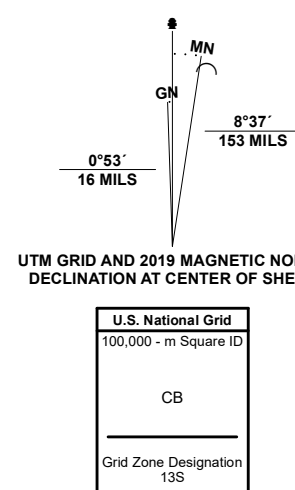 MN
GN
8°37´
153 MILS
0°53´
16 MILS
UTM GRID AND 2019 MAGNETIC NO
DECLINATION AT CENTER OF SHE
U.S. National Grid
100,000 - m Square ID
CB
Grid Zone Designation
13S